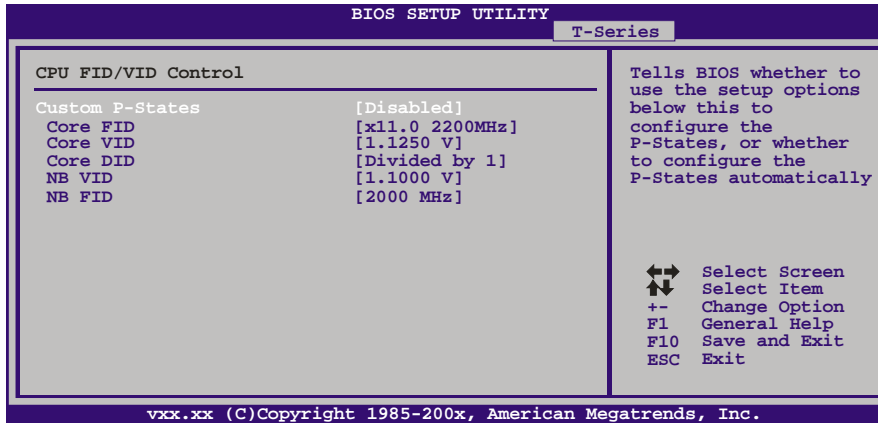 BIOS SETUP UTILITY
T-Series
CPU FID/VID Control
Custom P-States [Disabled]
Core FID [x11.0 2200MHz]
Core VID [1.1250 V]
Core DID [Divided by 1]
NB VID [1.1000 V]
NB FID [2000 MHz]
Tells BIOS whether to
use the setup options
below this to
configure the
P-States, or whether
to configure the
P-States automatically
Select Screen
Select Item
+- Change Option
F1 General Help
F10 Save and Exit
ESC Exit
vxx.xx (C)Copyright 1985-200x, American Megatrends, Inc.